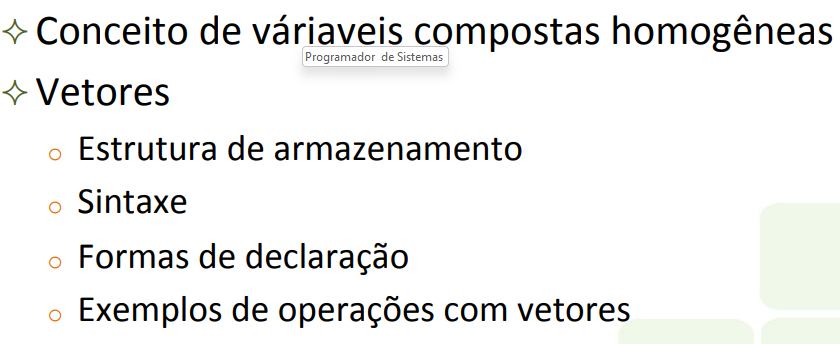 Conceito de váriaveis compostas homogêneas
Programador de Sistemas
Vetores
Estrutura de armazenamento
Sintaxe
Formas de declaração
Exemplos de operações com vetores